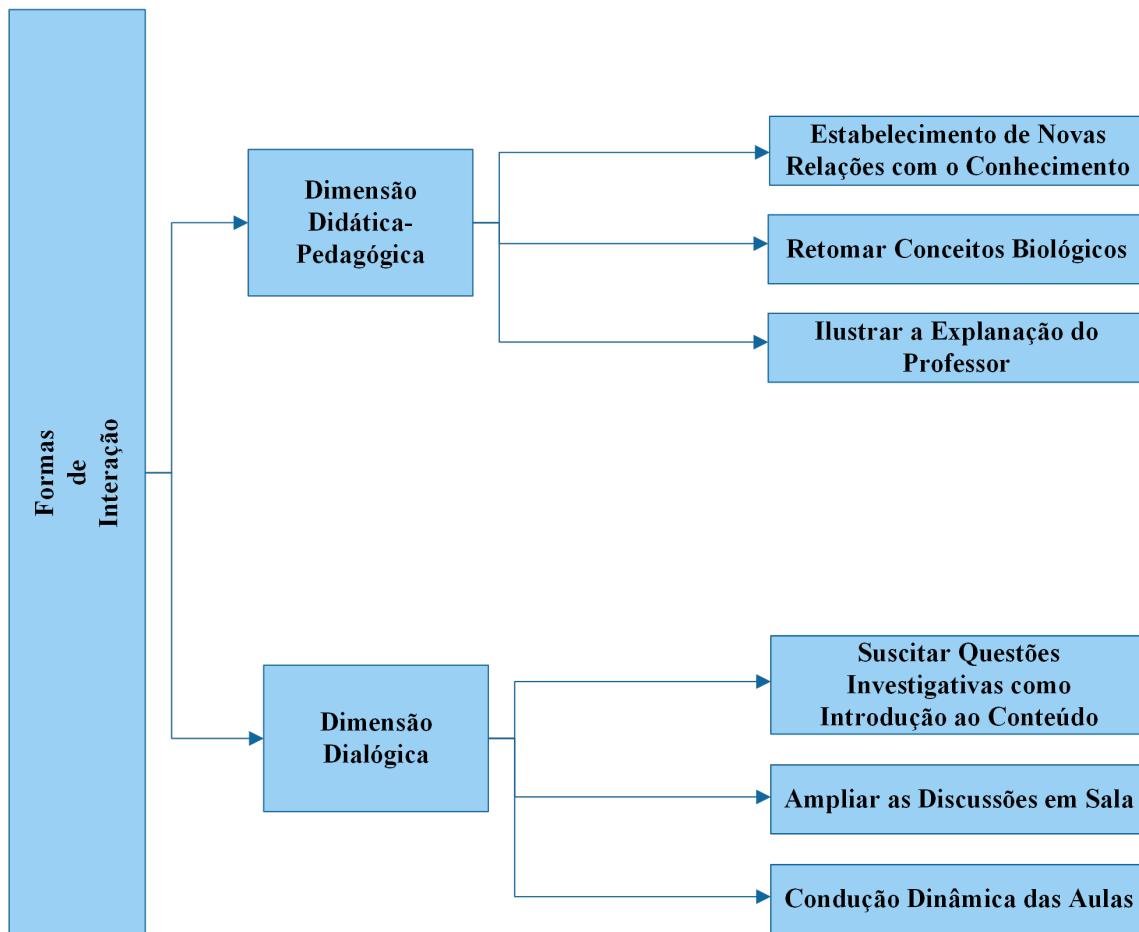 Formas
de
Interação
Dimensão
Didática-
Pedagógica
Estabelecimento de Novas
Relações com o Conhecimento
Retomar Conceitos Biológicos
Ilustrar a Explanação do
Professor
Dimensão
Dialógica
Suscitar Questões
Investigativas como
Introdução ao Conteúdo
Ampliar as Discussões em Sala
Condução Dinâmica das Aulas